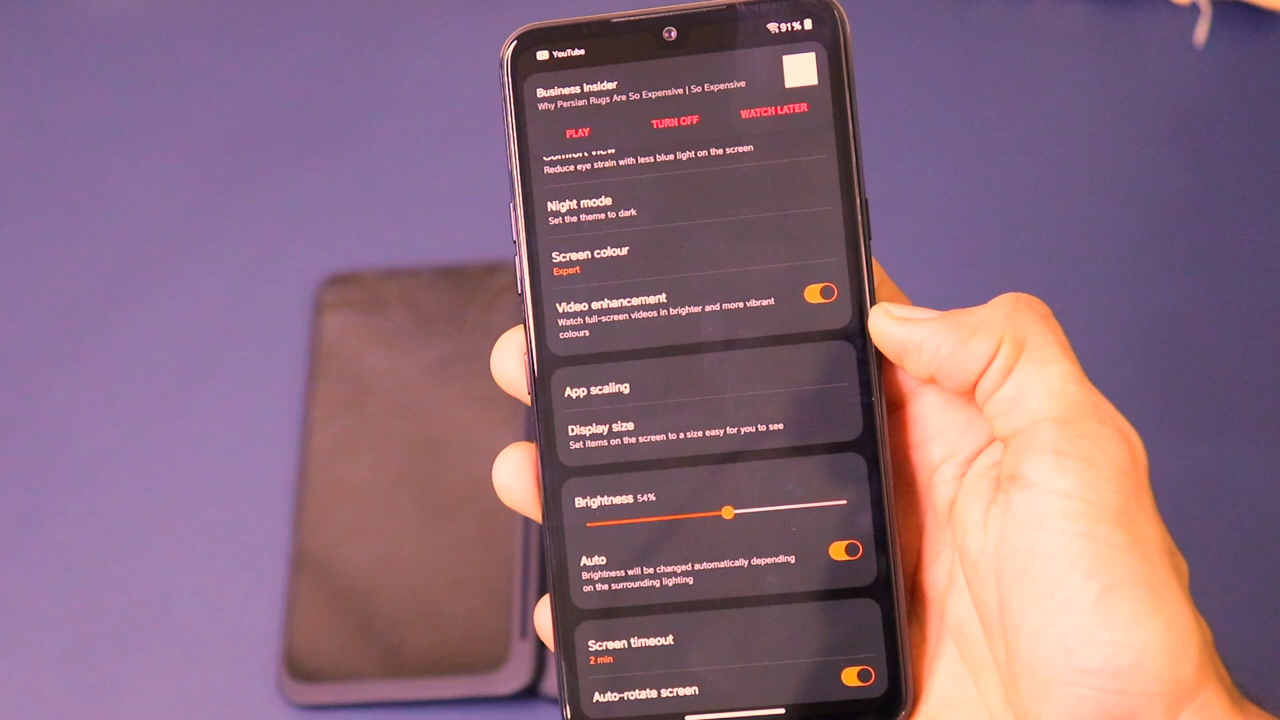 YouTube
91%
Business Insider
Why Persian Rugs Are So Expensive | So Expensive
PLAY TURN OFF WATCH LATER
Comfort view
Reduce eye strain with less blue light on the screen
Night mode
Set the theme to dark
Screen colour
Expert
Video enhancement
Watch full-screen videos in brighter and more vibrant
colours
App scaling
Display size
Set items on the screen to a size easy for you to see
Brightness 54%
Auto
Brightness will be changed automatically depending
on the surrounding lighting
Screen timeout
2 min
Auto-rotate screen